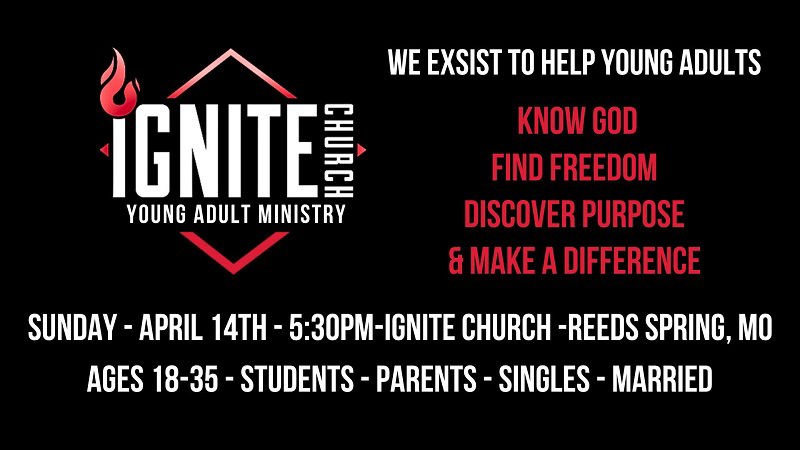 IGNITE
CHURCH
YOUNG ADULT MINISTRY
WE EXSIST TO HELP YOUNG ADULTS
KNOW GOD
FIND FREEDOM
DISCOVER PURPOSE
& MAKE A DIFFERENCE
SUNDAY - APRIL 14TH - 5:30PM-IGNITE CHURCH -REEDS SPRING, MO
AGES 18-35 - STUDENTS - PARENTS - SINGLES - MARRIED